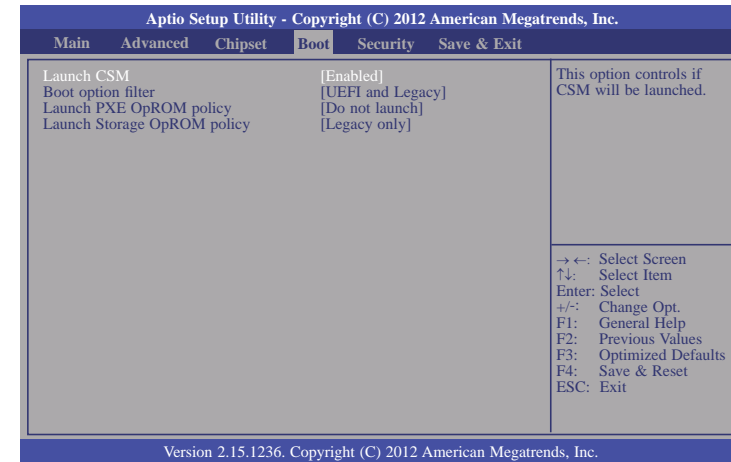 Aptio Setup Utility - Copyright (C) 2012 American Megatrends, Inc.
Main Advanced Chipset Boot Security Save & Exit
Launch CSM [Enabled]
Boot option filter [UEFI and Legacy]
Launch PXE OpROM policy [Do not launch]
Launch Storage OpROM policy [Legacy only]
This option controls if
CSM will be launched.
→ ←: Select Screen
↑↓: Select Item
Enter: Select
+/-: Change Opt.
F1: General Help
F2: Previous Values
F3: Optimized Defaults
F4: Save & Reset
ESC: Exit
Version 2.15.1236. Copyright (C) 2012 American Megatrends, Inc.